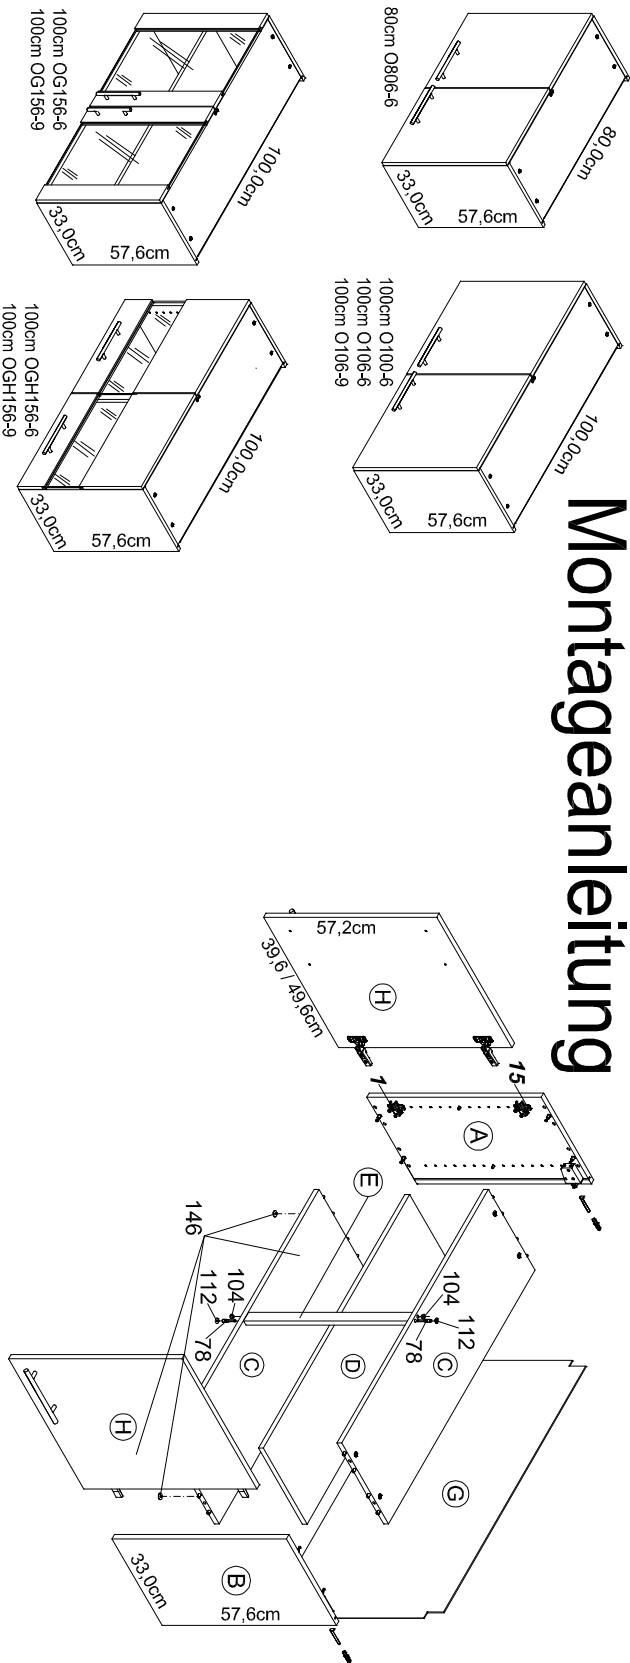 Montageanleitung
80cm O806-6
80,0cm
33,0cm
57,6cm
100cm O100-6
100cm O106-6
100cm O106-9
100,0cm
33,0cm
57,6cm
100cm OG156-6
100cm OG156-9
100,0cm
33,0cm
57,6cm
100cm OGH156-6
100cm OGH156-9
100,0cm
33,0cm
57,6cm
57,2cm
39,6 / 49,6cm
H
1
15
A
E
146
104
112
78
104
112
78
C
D
C
G
H
B
33,0cm
57,6cm